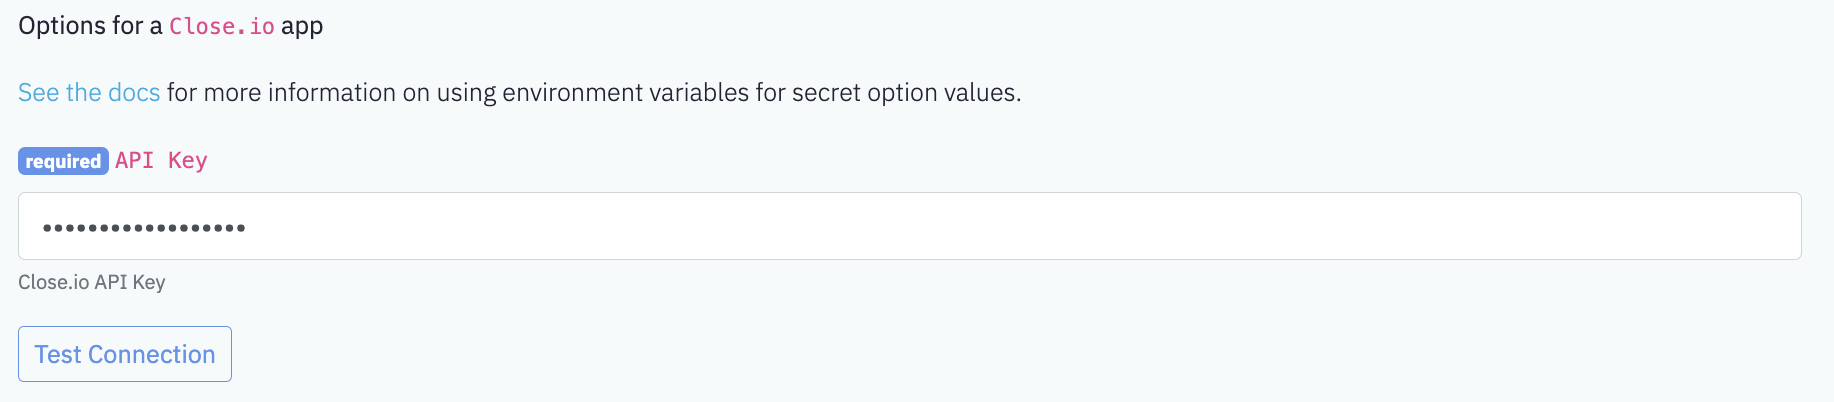 Options for a Close.io app
See the docs for more information on using environment variables for secret option values.
required API Key
••••••••••••••••••
Close.io API Key
Test Connection